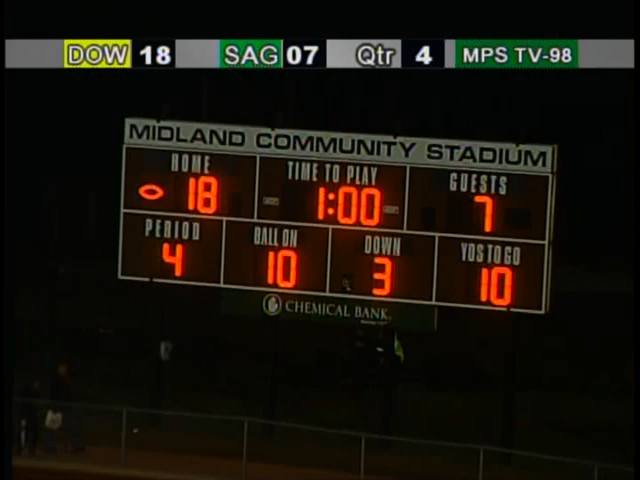 DOW 18 SAG 07 Qtr 4 MPS TV-98
MIDLAND COMMUNITY STADIUM
HOME TIME TO PLAY GUESTS
18 1:00 7
PERIOD BALL ON DOWN YDS TO GO
4 10 3 10
CHEMICAL BANK